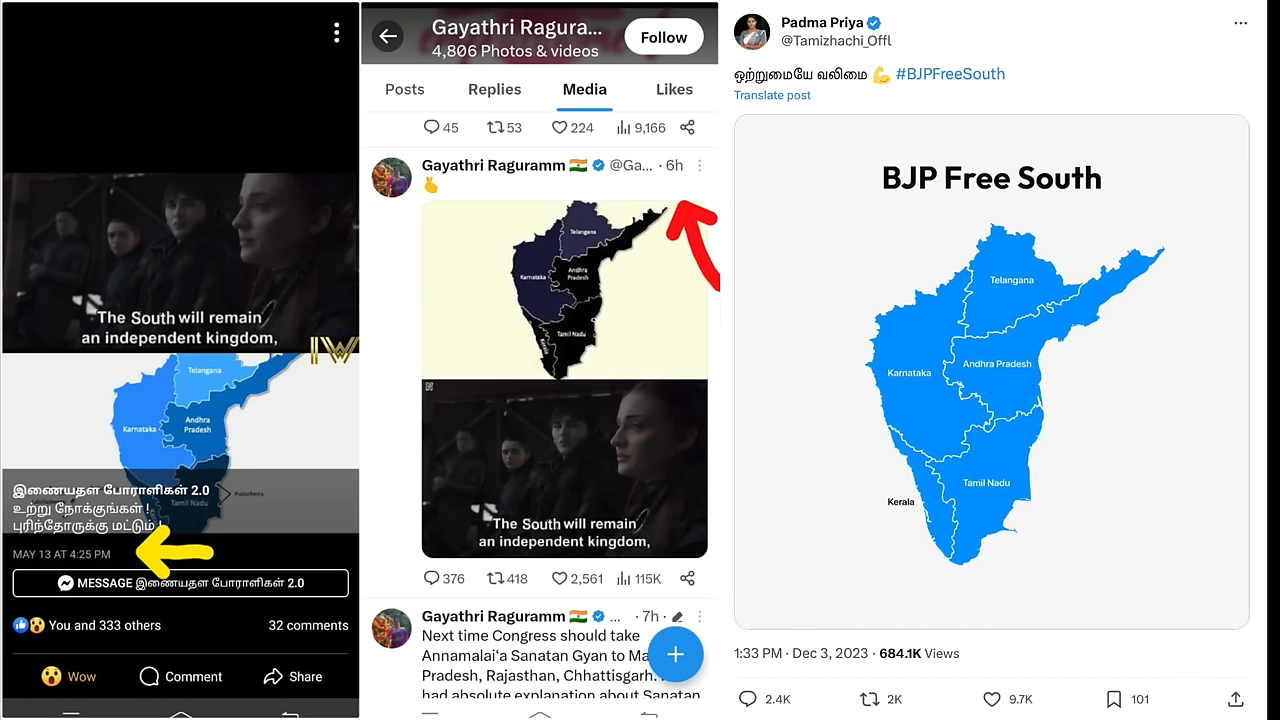 The South will remain
an independent kingdom,
IW
Telangana
Karnataka
Andhra
Pradesh
Puducherry
Tamil Nadu
இணையதள போராளிகள் 2.0
உற்று நோக்குங்கள் !
புரிந்தோருக்கு மட்டும் !
MAY 13 AT 4:25 PM
MESSAGE இணையதள போராளிகள் 2.0
You and 333 others
32 comments
Wow
Comment
Share
Gayathri Ragura...
4,806 Photos & videos
Follow
Posts
Replies
Media
Likes
45
53
224
9,166
Gayathri Raguramm @Ga... · 6h
Telangana
Karnataka
Andhra
Pradesh
Tamil Nadu
Kerala
The South will remain
an independent kingdom,
376
418
2,561
115K
Gayathri Raguramm ... · 7h
Next time Congress should take
Annamalai‘a Sanatan Gyan to Ma
Pradesh, Rajasthan, Chhattisgarh.
had absolute explanation about Sanatan
Padma Priya
@Tamizhachi_Offl
ஒற்றுமையே வலிமை 💪 #BJPFreeSouth
Translate post
BJP Free South
Telangana
Karnataka
Andhra Pradesh
Tamil Nadu
Kerala
1:33 PM · Dec 3, 2023 · 684.1K Views
2.4K
2K
9.7K
101